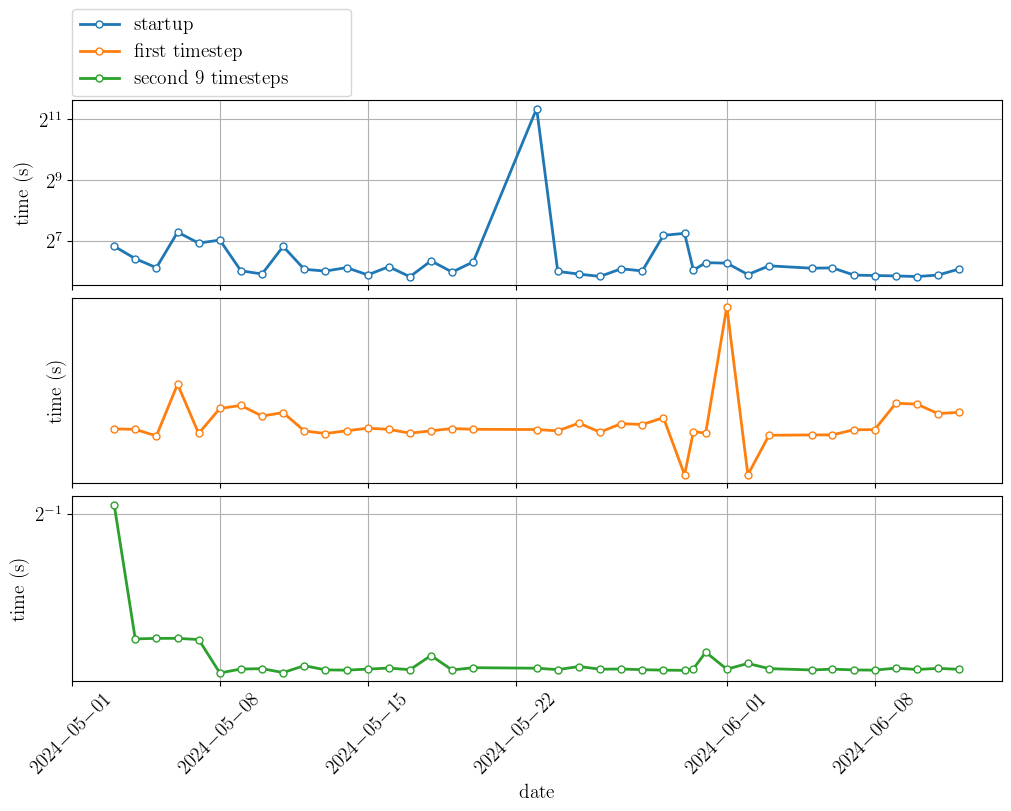 startup
first timestep
second 9 timesteps
2^11
2^9
2^7
time (s)
time (s)
2^−1
time (s)
2024−05−01
2024−05−08
2024−05−15
2024−05−22
2024−06−01
2024−06−08
date